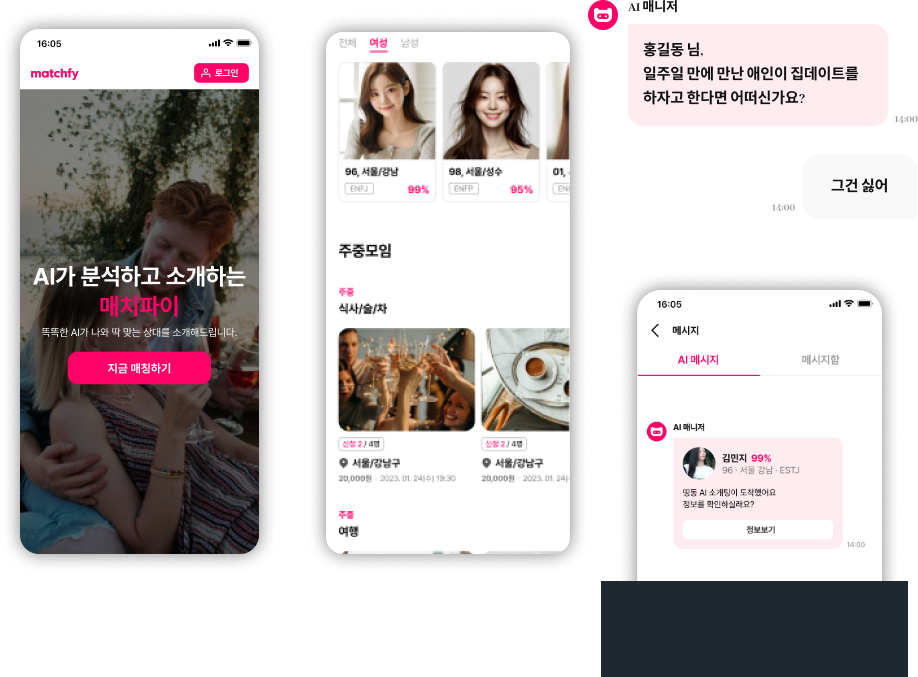 16:05
matchfy
로그인
AI가 분석하고 소개하는
매치파이
똑똑한 AI가 나와 딱 맞는 상대를 소개해드립니다.
지금 매칭하기
전체 여성 남성
96, 서울/강남
ENFJ 99%
98, 서울/성수
ENFP 95%
01,
주중모임
주중
식사/술/차
신청 2 / 4명
서울/강남구
20,000원 2023. 01. 24(수) 19:30
신청 2 / 4명
서울/강남구
20,000원 2023. 01. 24
주중
여행
AI 매니저
홍길동 님,
일주일 만에 만난 애인이 집데이트를
하자고 한다면 어떠신가요?
14:00
그건 싫어
14:00
16:05
메시지
AI 메시지 메시지함
AI 매니저
김민지 99%
96 · 서울 강남 · ESTJ
띵동 AI 소개팅이 도착했어요
정보를 확인하실래요?
정보보기
14:00